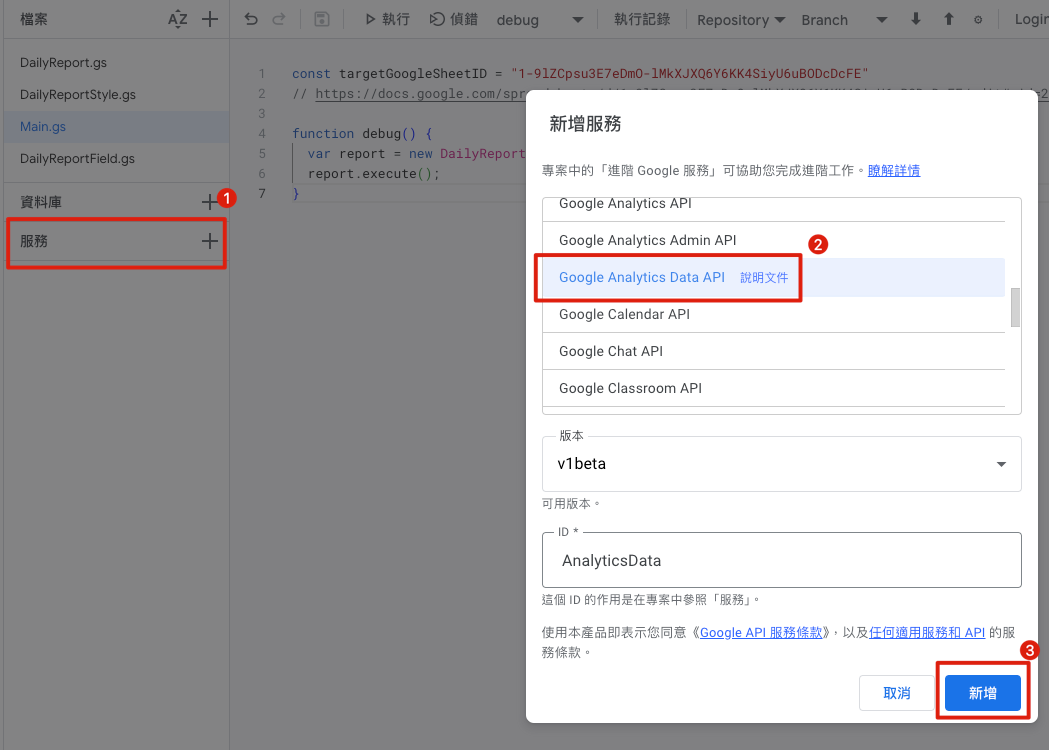 檔案
執行
偵錯
debug
執行記錄
Repository
Branch
Login
DailyReport.gs
DailyReportStyle.gs
Main.gs
DailyReportField.gs
資料庫
1
服務
1 const targetGoogleSheetID = "1-9lZCpsu3E7eDmO-lMkXJXQ6Y6KK4SiyU6uBODcDcFE"
2 // https://docs.google.com/spr
3
4 function debug() {
5 var report = new DailyReport
6 report.execute();
7 }
新增服務
專案中的「進階 Google 服務」可協助您完成進階工作。瞭解詳情
Google Analytics API
Google Analytics Admin API
2
Google Analytics Data API 說明文件
Google Calendar API
Google Chat API
Google Classroom API
版本
v1beta
可用版本。
ID *
AnalyticsData
這個 ID 的作用是在專案中參照「服務」。
使用本產品即表示您同意《Google API 服務條款》，以及任何適用服務和 API 的服
務條款。
3
取消
新增